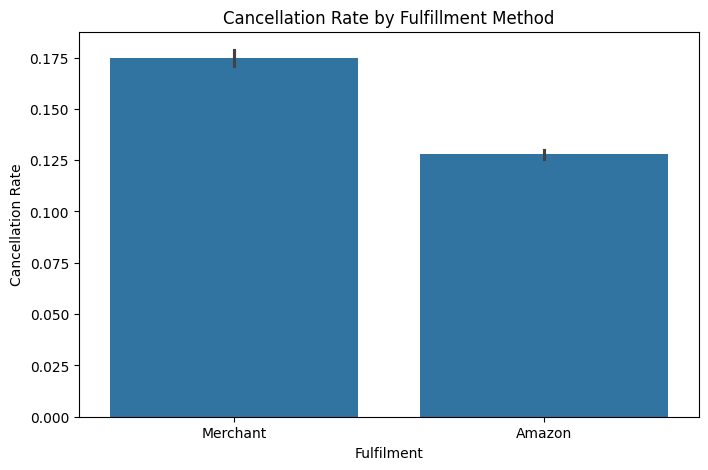 Cancellation Rate by Fulfillment Method
Cancellation Rate
0.175
0.150
0.125
0.100
0.075
0.050
0.025
0.000
Merchant
Amazon
Fulfilment